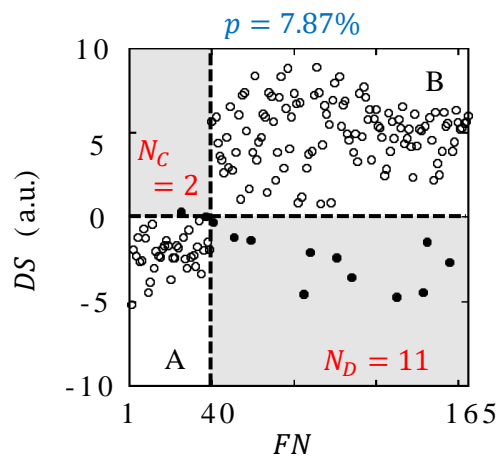 p = 7.87%
10
B
N_C
= 2
5
0
DS (a.u.)
-5
A
N_D = 11
-10
1
40
165
FN